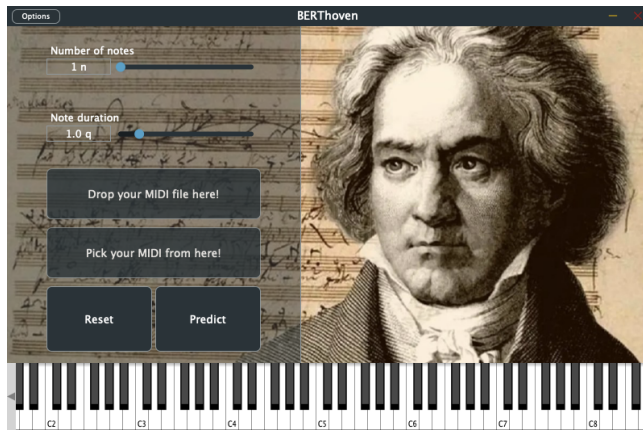 Options
BERThoven
Number of notes
1 n
Note duration
1.0 q
Drop your MIDI file here!
Pick your MIDI from here!
Reset
Predict
C2
C3
C4
C5
C6
C7
C8